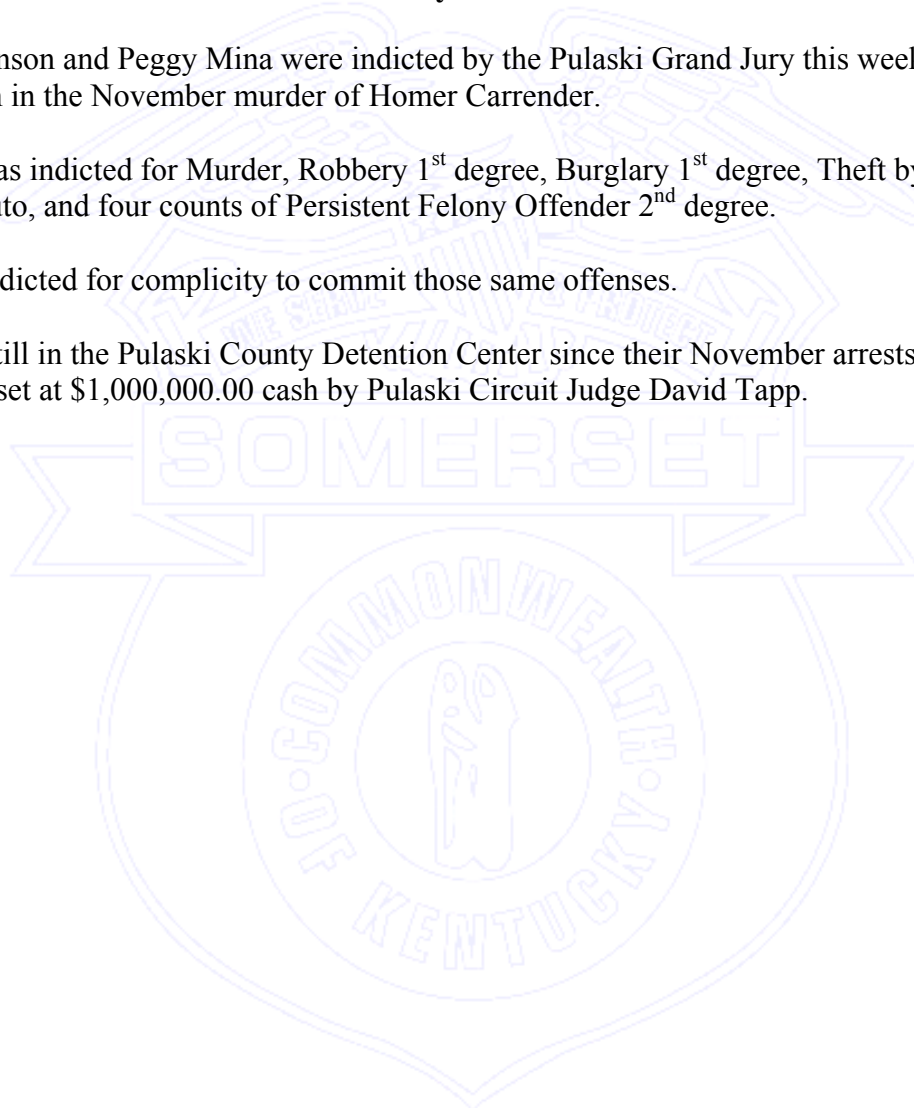 nson and Peggy Mina were indicted by the Pulaski Grand Jury this week
in the November murder of Homer Carrender.
as indicted for Murder, Robbery 1st degree, Burglary 1st degree, Theft by
uto, and four counts of Persistent Felony Offender 2nd degree.
dicted for complicity to commit those same offenses.
till in the Pulaski County Detention Center since their November arrests
set at $1,000,000.00 cash by Pulaski Circuit Judge David Tapp.
WE SERVE PROTECT
SOMERSET
COMMONWEALTH
OF KENTUCKY